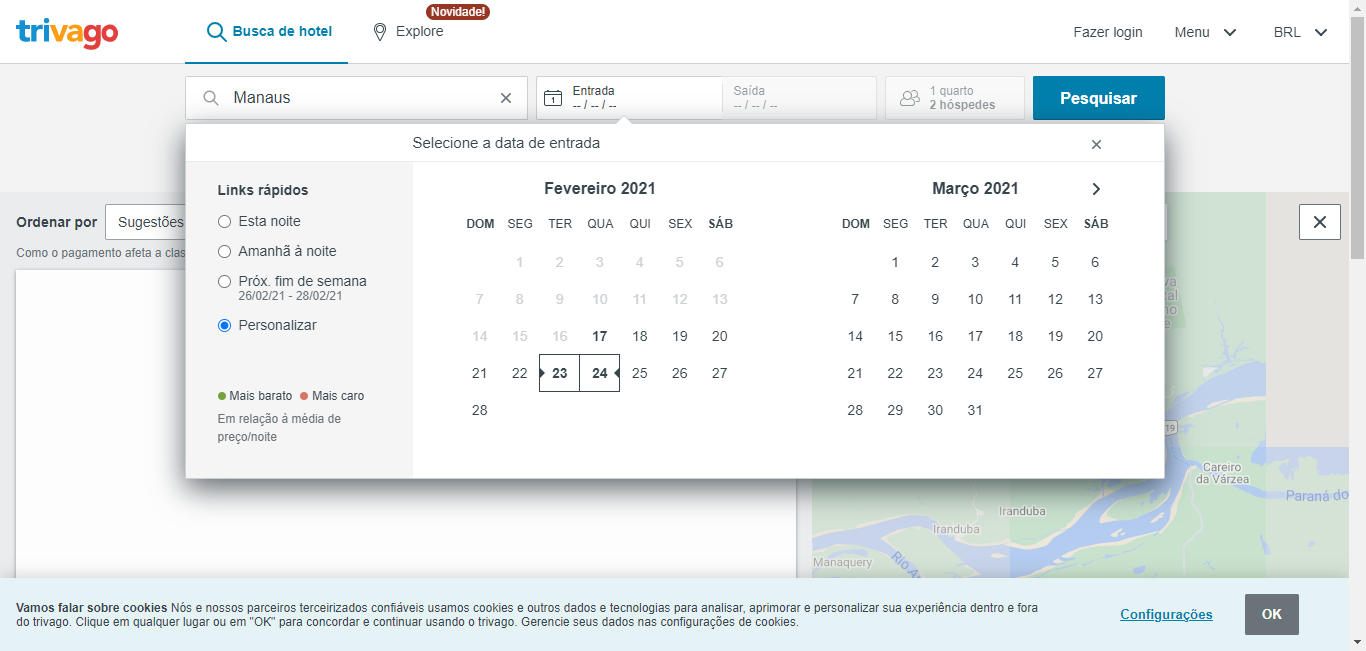 trivago
Busca de hotel
Novidade!
Explore
Fazer login
Menu
BRL
Manaus
1
Entrada
-- / -- / --
Saída
-- / -- / --
1 quarto
2 hóspedes
Pesquisar
Selecione a data de entrada
Links rápidos
Esta noite
Amanhã à noite
Próx. fim de semana
26/02/21 - 28/02/21
Personalizar
Mais barato Mais caro
Em relação à média de
preço/noite
Fevereiro 2021
DOM SEG TER QUA QUI SEX SÁB
1 2 3 4 5 6
7 8 9 10 11 12 13
14 15 16 17 18 19 20
21 22 23 24 25 26 27
28
Março 2021
DOM SEG TER QUA QUI SEX SÁB
1 2 3 4 5 6
7 8 9 10 11 12 13
14 15 16 17 18 19 20
21 22 23 24 25 26 27
28 29 30 31
Ordenar por
Sugestões
Como o pagamento afeta a clas
19
Careiro
da Várzea
Paraná do
Iranduba
Iranduba
Manaquery
Vamos falar sobre cookies Nós e nossos parceiros terceirizados confiáveis usamos cookies e outros dados e tecnologias para analisar, aprimorar e personalizar sua experiência dentro e fora
do trivago. Clique em qualquer lugar ou em "OK" para concordar e continuar usando o trivago. Gerencie seus dados nas configurações de cookies.
Configurações
OK